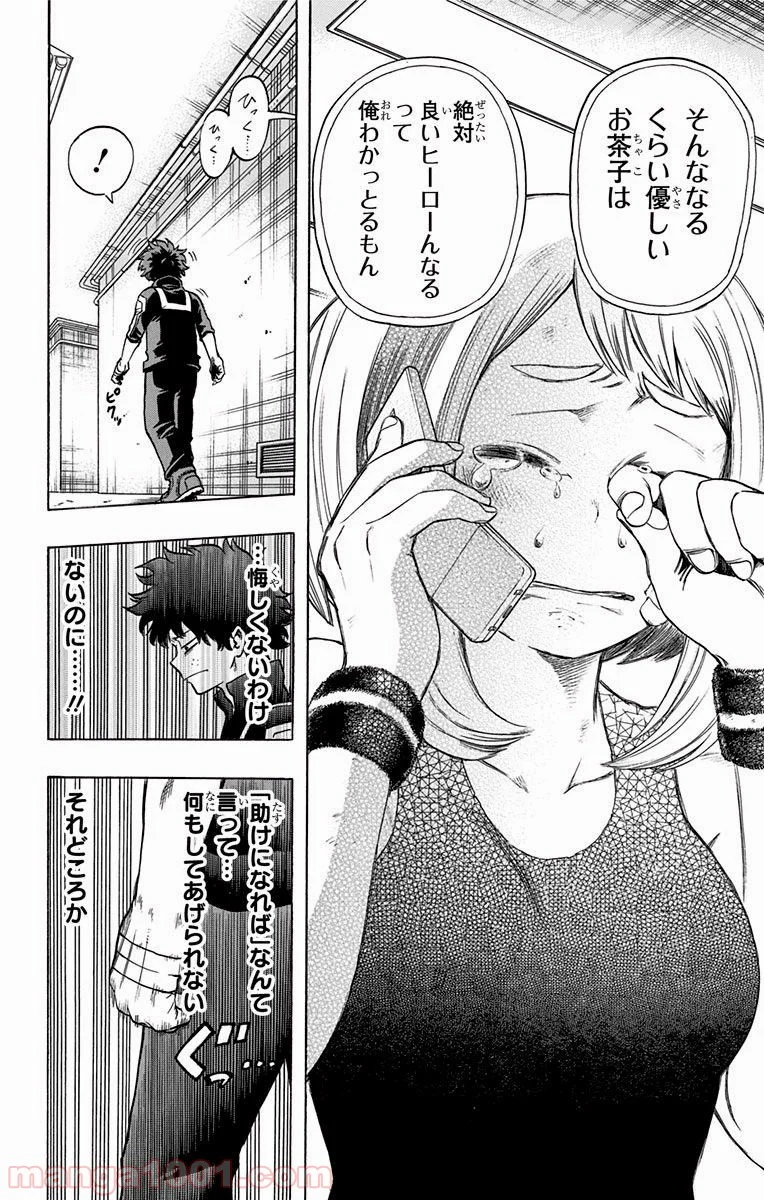 そんななる
くらい優しい
お茶子は
絶対
良いヒーローんなる
って
俺わかっとるもん
ひっく…
ひっく…
！
ピクッ
…悔しくないわけ
ないのに……!!
「助けになれば」なんて
言って…
何もしてあげられない
それどころか
ぐっ…
manga1001.com